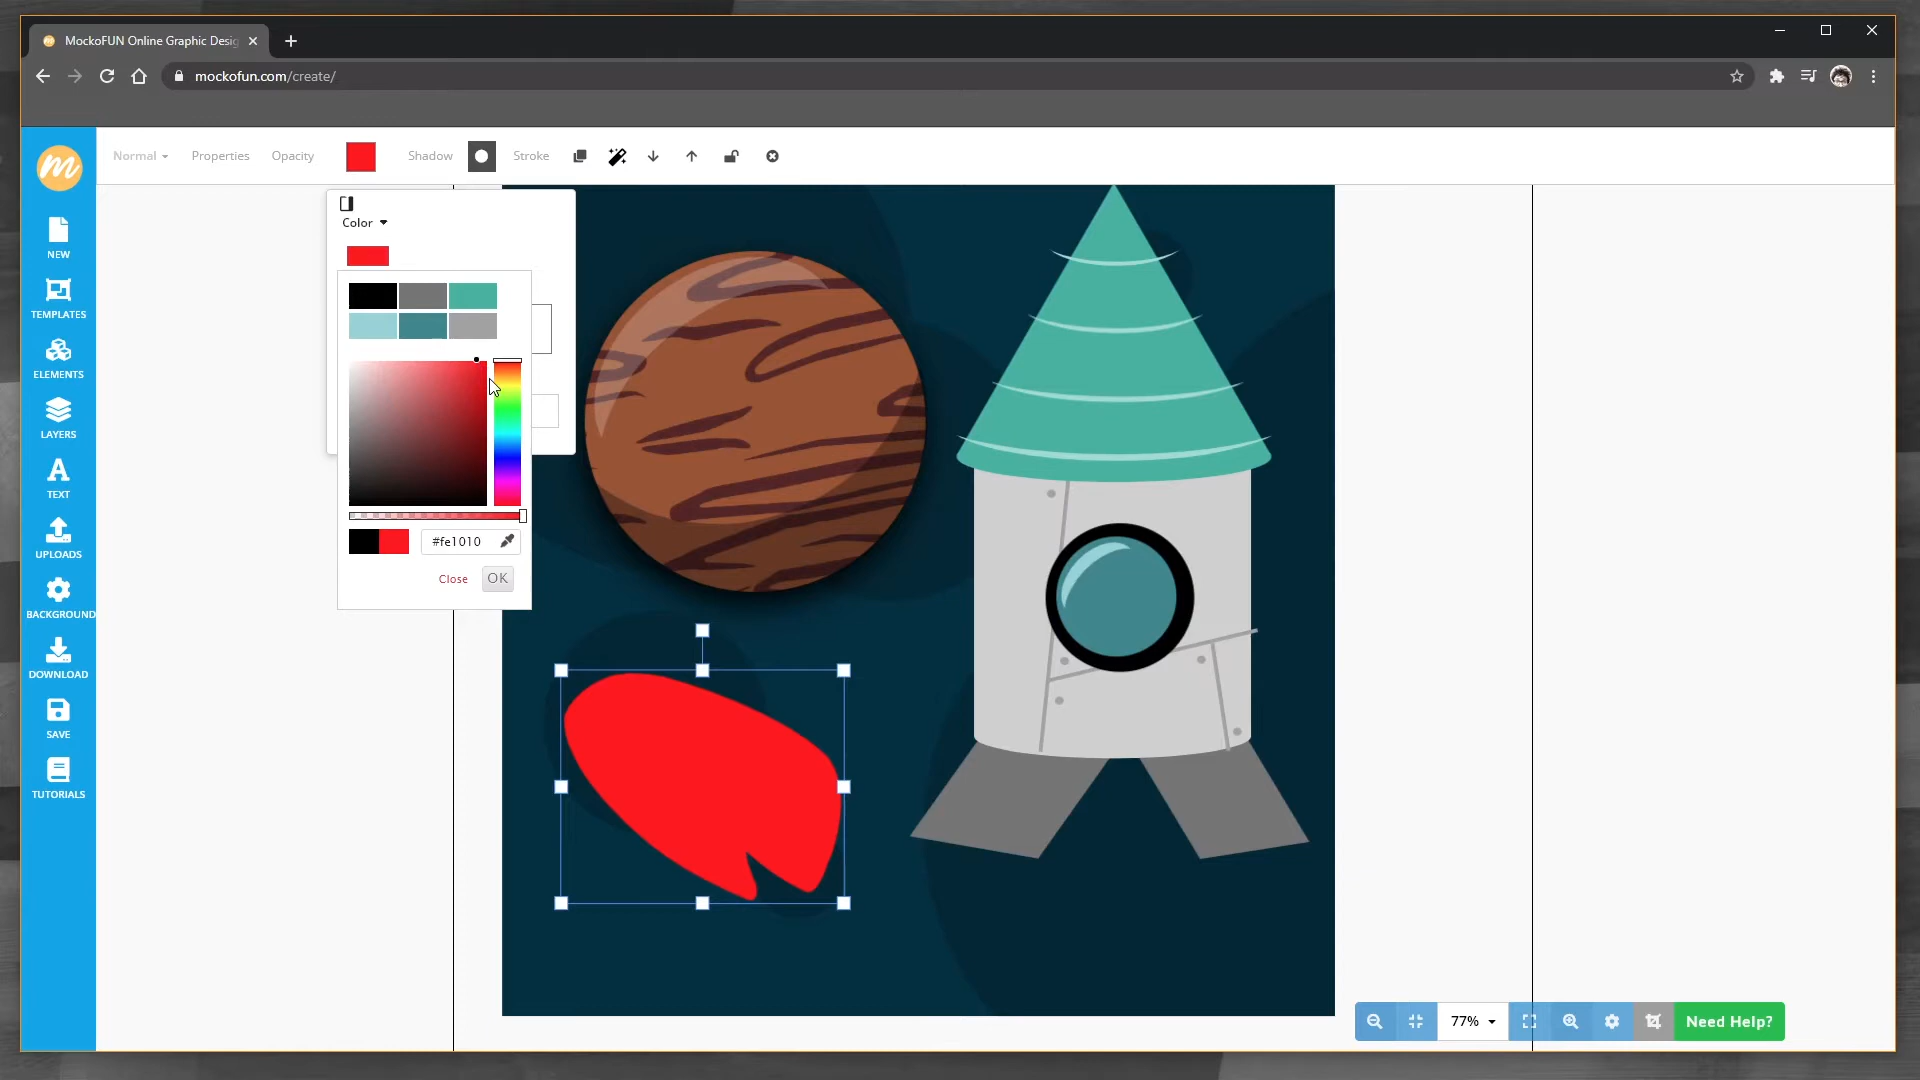 MockoFUN Online Graphic Desig
mockofun.com/create/
Normal
Properties
Opacity
Shadow
Stroke
Color
NEW
TEMPLATES
ELEMENTS
LAYERS
TEXT
UPLOADS
BACKGROUND
DOWNLOAD
SAVE
TUTORIALS
#fe1010
Close
OK
77%
Need Help?